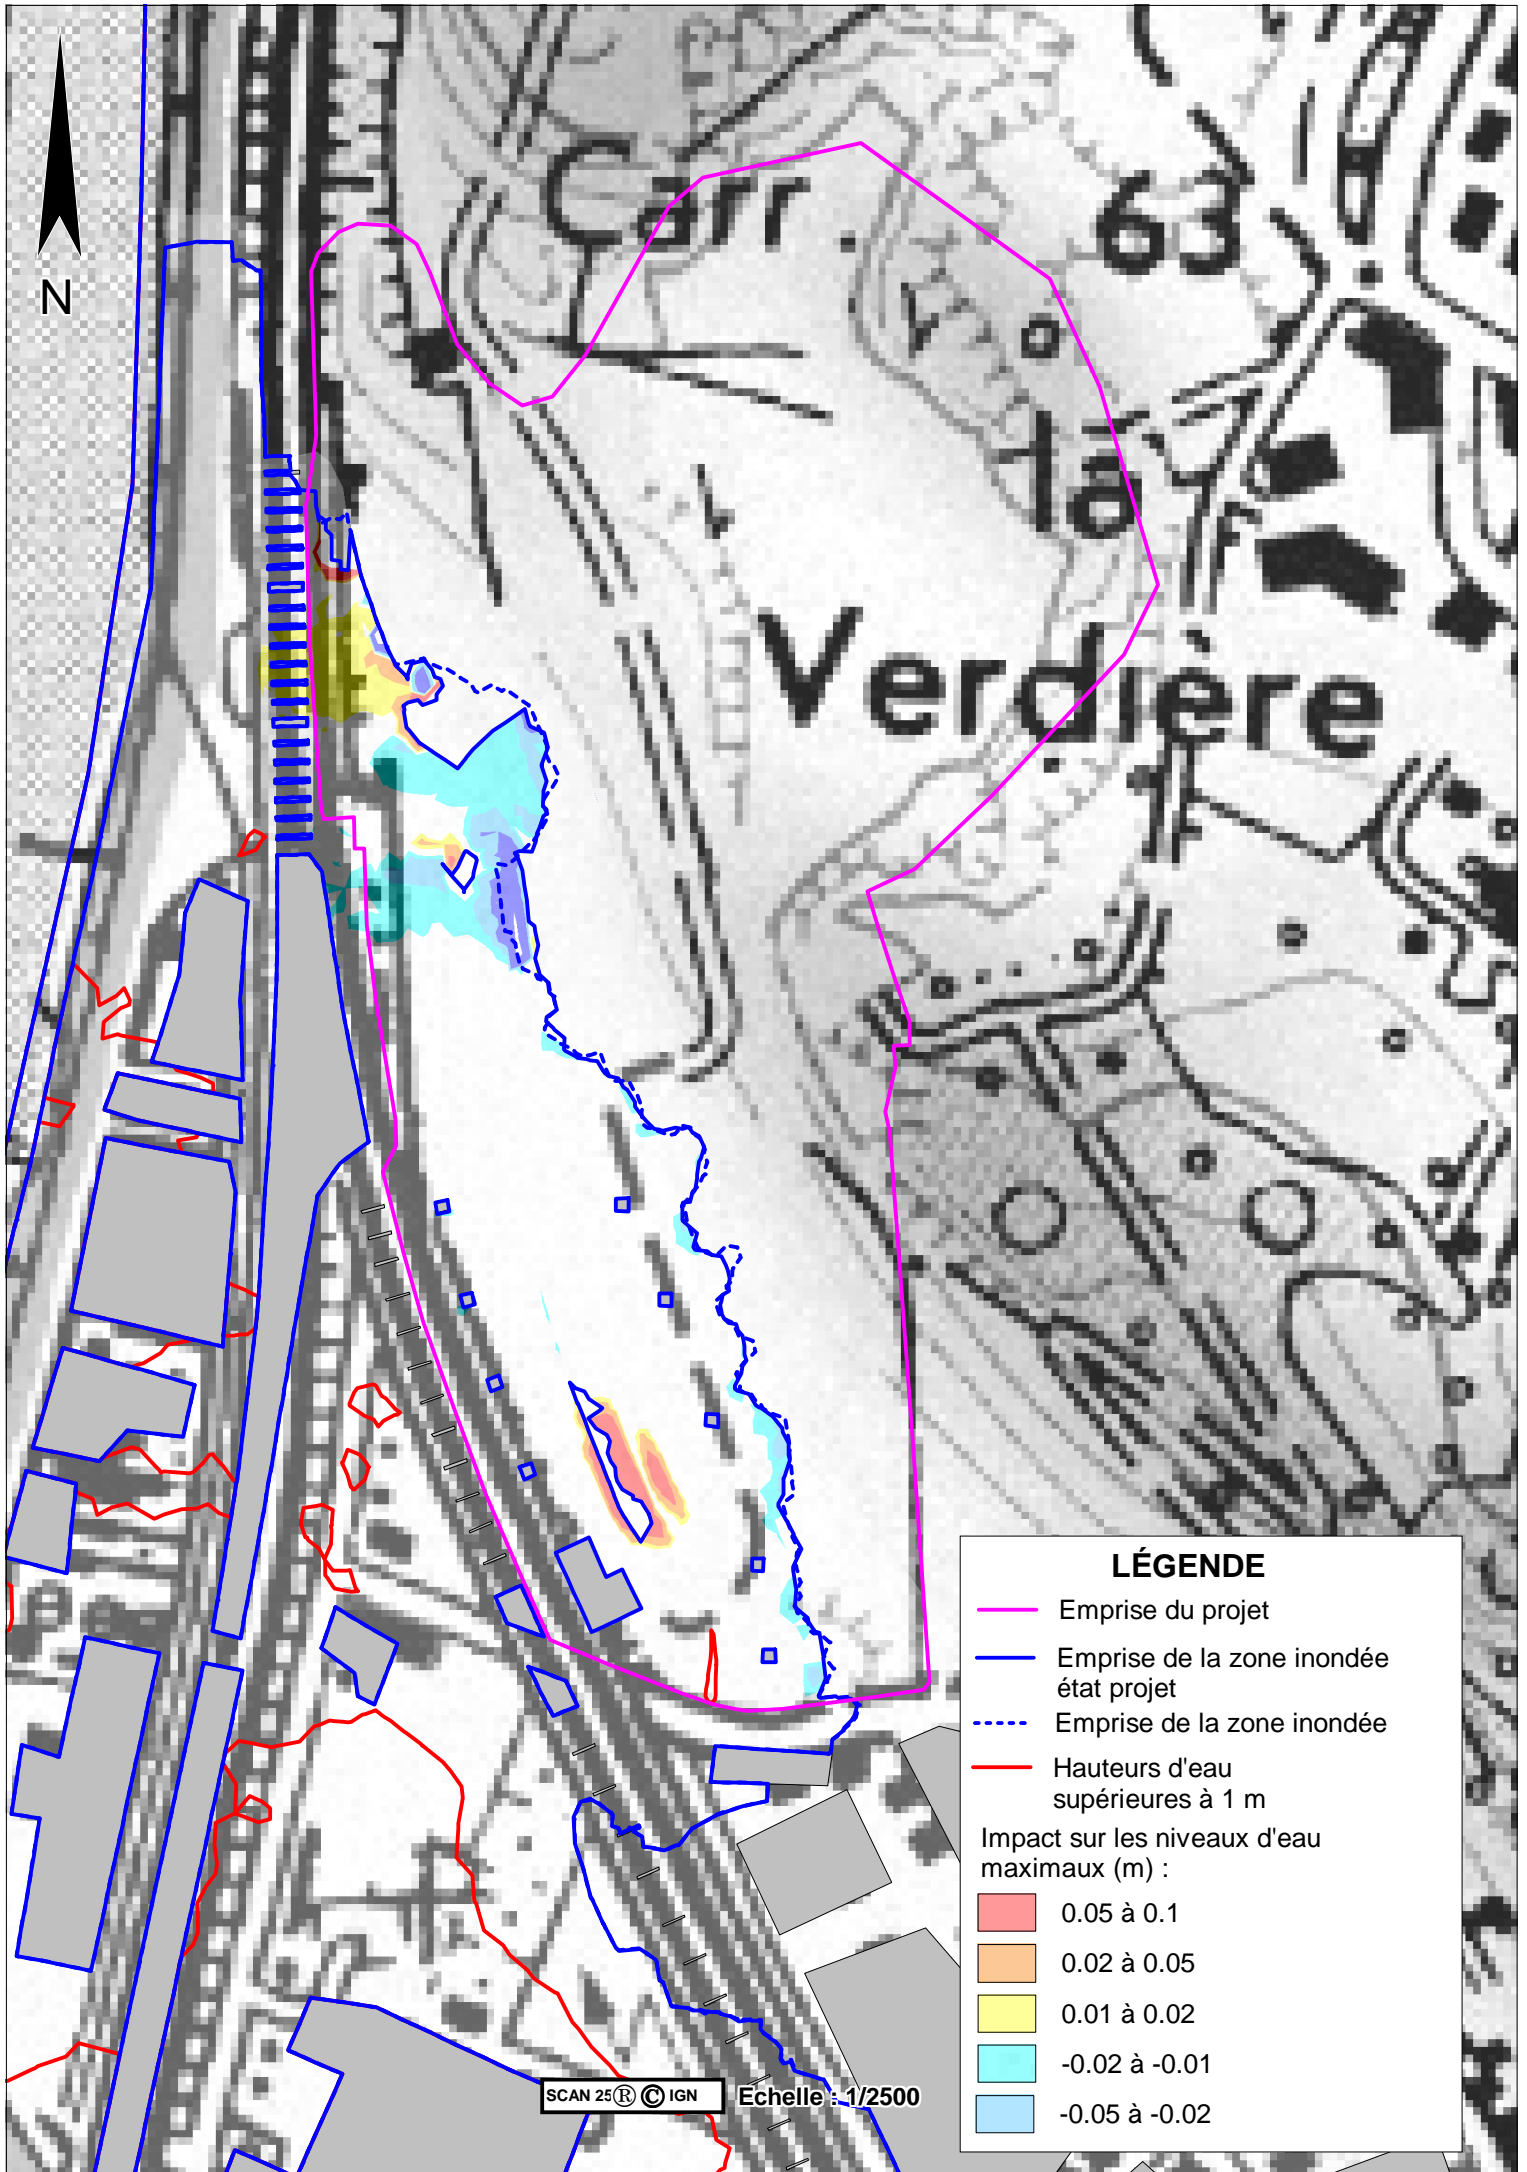 Carr.
63
la
Verdière
N
LÉGENDE
Emprise du projet
Emprise de la zone inondée
état projet
Emprise de la zone inondée
Hauteurs d'eau
supérieures à 1 m
Impact sur les niveaux d'eau
maximaux (m) :
0.05 à 0.1
0.02 à 0.05
0.01 à 0.02
-0.02 à -0.01
-0.05 à -0.02
SCAN 25® © IGN
Echelle : 1/2500